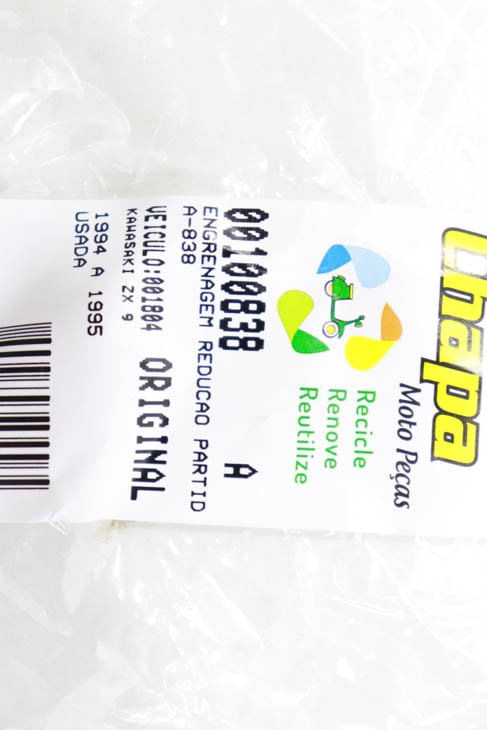 Chapa
Moto Peças
Recicle
Renove
Reutilize
00100838 A
ENGRENAGEM REDUCAO PARTID
A-838
VEICULO:001804 ORIGINAL
KAWASAKI ZX 9
1994 A 1995
USADA